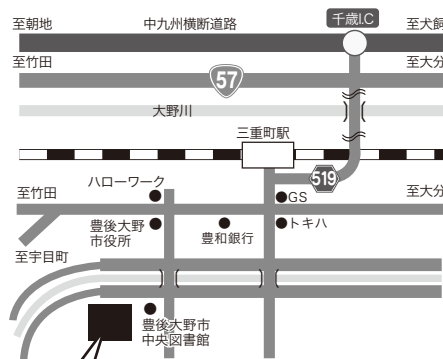 至朝地
中九州横断道路
千歳I.C
至犬飼
至竹田
57
至大分
大野川
三重町駅
519
ハローワーク
至竹田
GS
至大分
豊後大野
市役所
豊和銀行
トキハ
至宇目町
豊後大野市
中央図書館